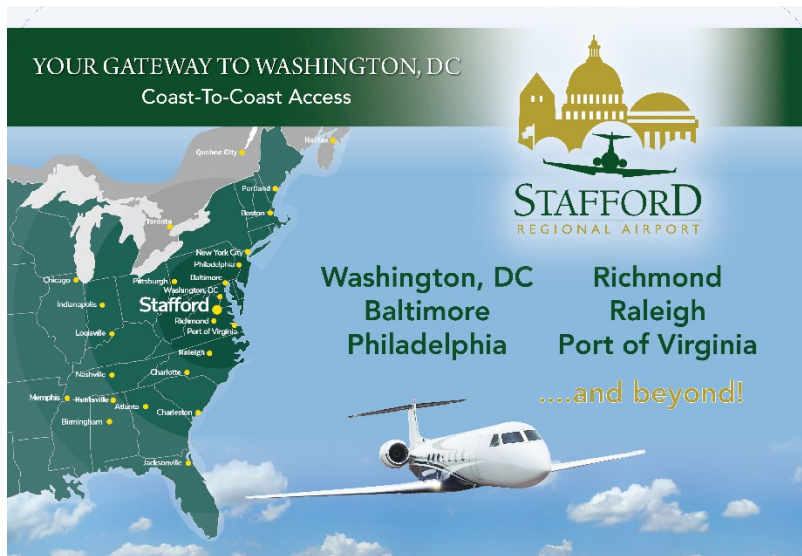 YOUR GATEWAY TO WASHINGTON, DC
Coast-To-Coast Access
STAFFORD
REGIONAL AIRPORT
Washington, DC
Baltimore
Philadelphia
Richmond
Raleigh
Port of Virginia
....and beyond!
Quebec City
Halifax
Portland
Toronto
Boston
New York City
Philadelphia
Chicago
Pittsburgh
Baltimore
Washington, DC
Indianapolis
Stafford
Richmond
Louisville
Port of Virginia
Raleigh
Nashville
Charlotte
Memphis
Huntsville
Atlanta
Charleston
Birmingham
Jacksonville